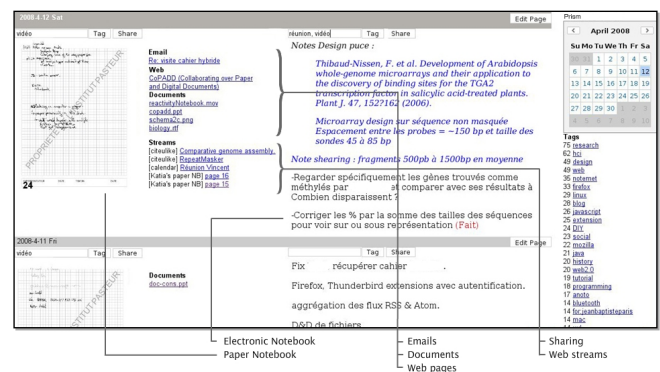 2008-4-12 Sat
Edit Page
vidéo
Tag
Share
PROPRIETE INSTITUT PASTEUR
24
Email
Re: visite cahier hybride
Web
CoPADD (Collaborating over Paper
and Digital Documents)
Documents
reactivityNotebook.mov
copadd.ppt
schema2c.png
biology.rtf
Streams
[citeulike] Comparative genome assembly.
[citeulike] RepeatMasker
[calendar] Réunion Vincent
[Katia's paper NB] page 16
[Katia's paper NB] page 15
réunion, vidéo
Tag
Share
Notes Design puce :
Thibaud-Nissen, F. et al. Development of Arabidopsis
whole-genome microarrays and their application to
the discovery of binding sites for the TGA2
transcription factor in salicylic acid-treated plants.
Plant J. 47, 152?162 (2006).
Microarray design sur séquence non masquée
Espacement entre les probes = ~150 bp et taille des
sondes 45 à 85 bp
Note shearing : fragments 500pb à 1500bp en moyenne
-Regarder spécifiquement les gènes trouvés comme
méthylés par et comparer avec ses résultats à
Combien disparaissent ?
-Corriger les % par la somme des tailles des séquences
pour voir sur ou sous représentation (Fait)
2008-4-11 Fri
Edit Page
vidéo
Tag
Share
INSTITUT PASTEUR
Documents
doc-cons.ppt
Tag
Share
Fix récupérer cahier .
Firefox, Thunderbird extensions avec autentification.
aggrégation des flux RSS & Atom.
D&D de fichiers
Prism
< April 2008 >
Su Mo Tu We Th Fr Sa
30 31 1 2 3 4 5
6 7 8 9 10 11 12
13 14 15 16 17 18 19
20 21 22 23 24 25 26
27 28 29 30 1 2 3
4 5 6 7 8 9 10
Tags
75 research
62 hci
49 design
49 web
36 notemet
33 firefox
29 linux
28 blog
26 javascript
25 extension
24 DIY
23 social
22 mozilla
21 java
20 history
20 web2.0
19 tutorial
18 programming
17 anoto
14 bluetooth
14 for:jeanbaptisteparis
14 mac
Electronic Notebook
Paper Notebook
Emails
Documents
Web pages
Sharing
Web streams